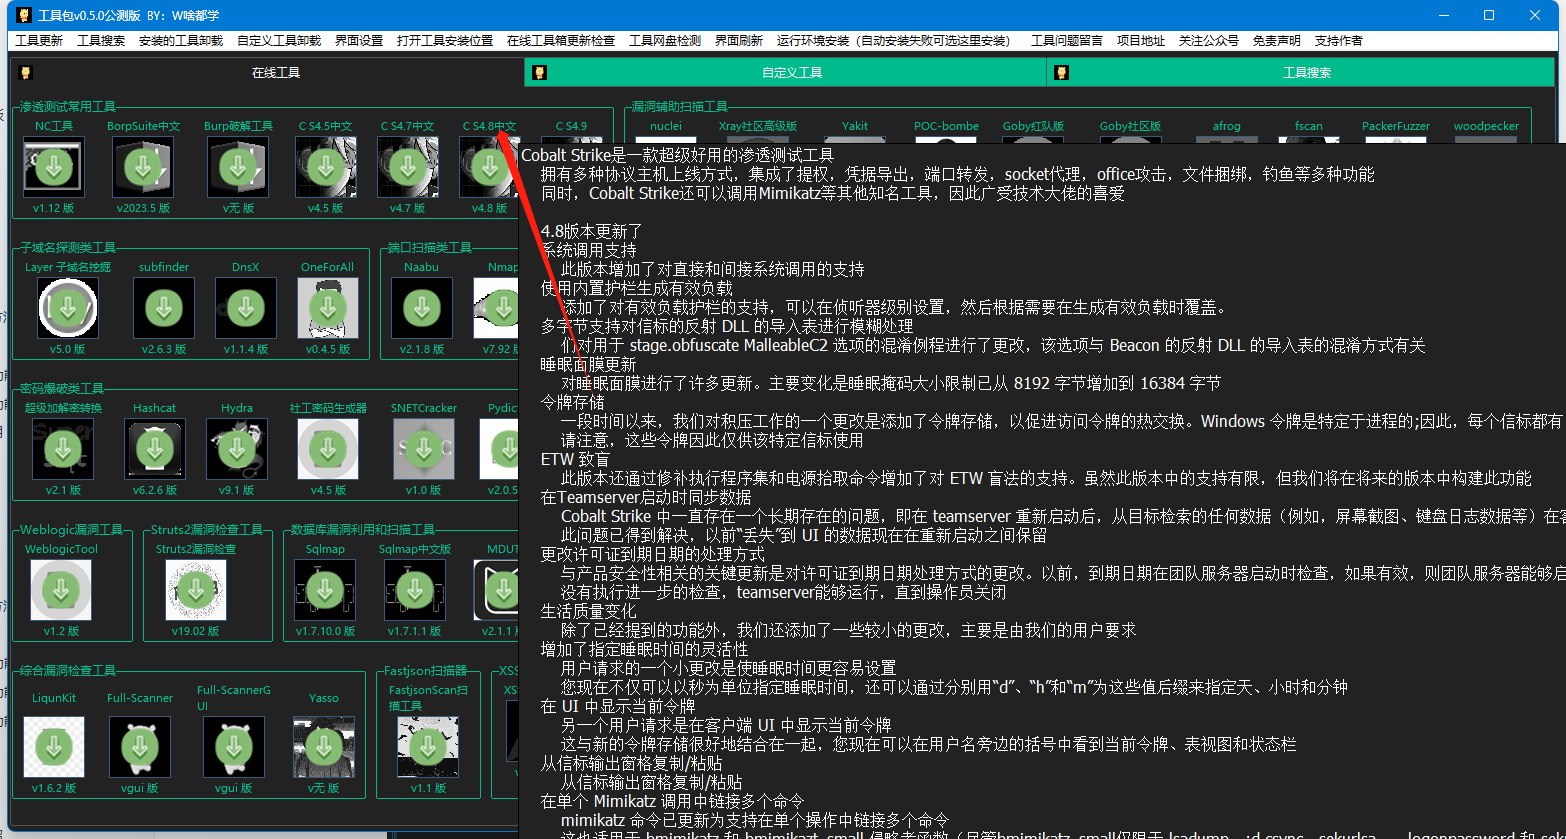 工具包v0.5.0公测版 BY：W啥都学
工具更新 工具搜索 安装的工具卸载 自定义工具卸载 界面设置 打开工具安装位置 在线工具箱更新检查 工具网盘检测 界面刷新 运行环境安装（自动安装失败可选这里安装） 工具问题留言 项目地址 关注公众号 免责声明 支持作者
在线工具 自定义工具 工具搜索
渗透测试常用工具 漏洞辅助扫描工具
NC工具 BorpSuite中文 Burp破解工具 C S4.5中文 C S4.7中文 C S4.8中文 C S4.9 nuclei Xray社区高级版 Yakit POC-bombe Goby红队版 Goby社区版 afrog fscan PackerFuzzer woodpecker
v1.12 版 v2023.5 版 v无 版 v4.5 版 v4.7 版 v4.8 版
子域名探测类工具 端口扫描类工具
Layer 子域名挖掘 subfinder DnsX OneForAll Naabu Nmap
v5.0 版 v2.6.3 版 v1.1.4 版 v0.4.5 版 v2.1.8 版 v7.92
密码爆破类工具
超级加解密转换 Hashcat Hydra 社工密码生成器 SNETCracker Pydic
v2.1 版 v6.2.6 版 v9.1 版 v4.5 版 v1.0 版 v2.0.5
Weblogic漏洞工具 Struts2漏洞检查工具 数据库漏洞利用和扫描工具
WeblogicTool Struts2漏洞检查 Sqlmap Sqlmap中文版 MDUT
v1.2 版 v19.02 版 v1.7.10.0 版 v1.7.1.1 版 v2.1.1
综合漏洞检查工具 Fastjson扫描器 XSS
LiqunKit Full-Scanner Full-ScannerG
UI
Yasso FastjsonScan扫
描工具
XS
v1.6.2 版 vgui 版 vgui 版 v无 版 v1.1 版
Cobalt Strike是一款超级好用的渗透测试工具
拥有多种协议主机上线方式，集成了提权，凭据导出，端口转发，socket代理，office攻击，文件捆绑，钓鱼等多种功能
同时，Cobalt Strike还可以调用Mimikatz等其他知名工具，因此广受技术大佬的喜爱
4.8版本更新了
系统调用支持
此版本增加了对直接和间接系统调用的支持
使用内置护栏生成有效负载
添加了对有效负载护栏的支持，可以在侦听器级别设置，然后根据需要在生成有效负载时覆盖。
多字节支持对信标的反射 DLL 的导入表进行模糊处理
们对用于 stage.obfuscate MalleableC2 选项的混淆例程进行了更改，该选项与 Beacon 的反射 DLL 的导入表的混淆方式有关
睡眠面膜更新
对睡眠面膜进行了许多更新。主要变化是睡眠掩码大小限制已从 8192 字节增加到 16384 字节
令牌存储
一段时间以来，我们对积压工作的一个更改是添加了令牌存储，以促进访问令牌的热交换。Windows 令牌是特定于进程的;因此，每个信标都有
请注意，这些令牌因此仅供该特定信标使用
ETW 致盲
此版本还通过修补执行程序集和电源拾取命令增加了对 ETW 盲法的支持。虽然此版本中的支持有限，但我们将在将来的版本中构建此功能
在Teamserver启动时同步数据
Cobalt Strike 中一直存在一个长期存在的问题，即在 teamserver 重新启动后，从目标检索的任何数据（例如，屏幕截图、键盘日志数据等）在客
此问题已得到解决，以前“丢失”到 UI 的数据现在在重新启动之间保留
更改许可证到期日期的处理方式
与产品安全性相关的关键更新是对许可证到期日期处理方式的更改。以前，到期日期在团队服务器启动时检查，如果有效，则团队服务器能够启
没有执行进一步的检查，teamserver能够运行，直到操作员关闭
生活质量变化
除了已经提到的功能外，我们还添加了一些较小的更改，主要是由我们的用户要求
增加了指定睡眠时间的灵活性
用户请求的一个小更改是使睡眠时间更容易设置
您现在不仅可以以秒为单位指定睡眠时间，还可以通过分别用“d”、“h”和“m”为这些值后缀来指定天、小时和分钟
在 UI 中显示当前令牌
另一个用户请求是在客户端 UI 中显示当前令牌
这与新的令牌存储很好地结合在一起，您现在可以在用户名旁边的括号中看到当前令牌、表视图和状态栏
从信标输出窗格复制/粘贴
从信标输出窗格复制/粘贴
在单个 Mimikatz 调用中链接多个命令
mimikatz 命令已更新为支持在单个操作中链接多个命令